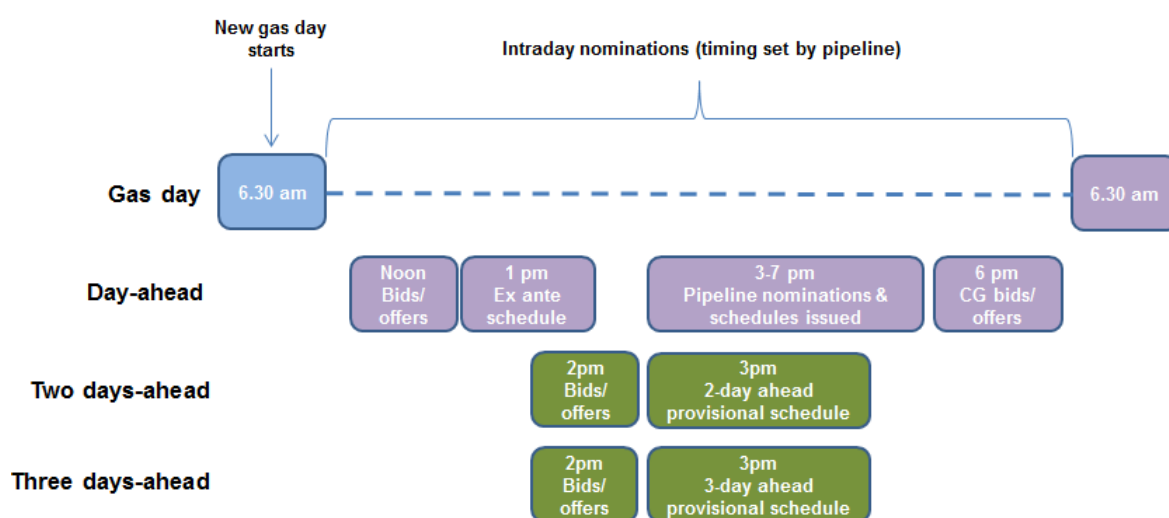 New gas day
starts
Intraday nominations (timing set by pipeline)
Gas day
6.30 am
6.30 am
Day-ahead
Noon
Bids/
offers
1 pm
Ex ante
schedule
3-7 pm
Pipeline nominations &
schedules issued
6 pm
CG bids/
offers
Two days-ahead
2pm
Bids/
offers
3pm
2-day ahead
provisional schedule
Three days-ahead
2pm
Bids/
offers
3pm
3-day ahead
provisional schedule